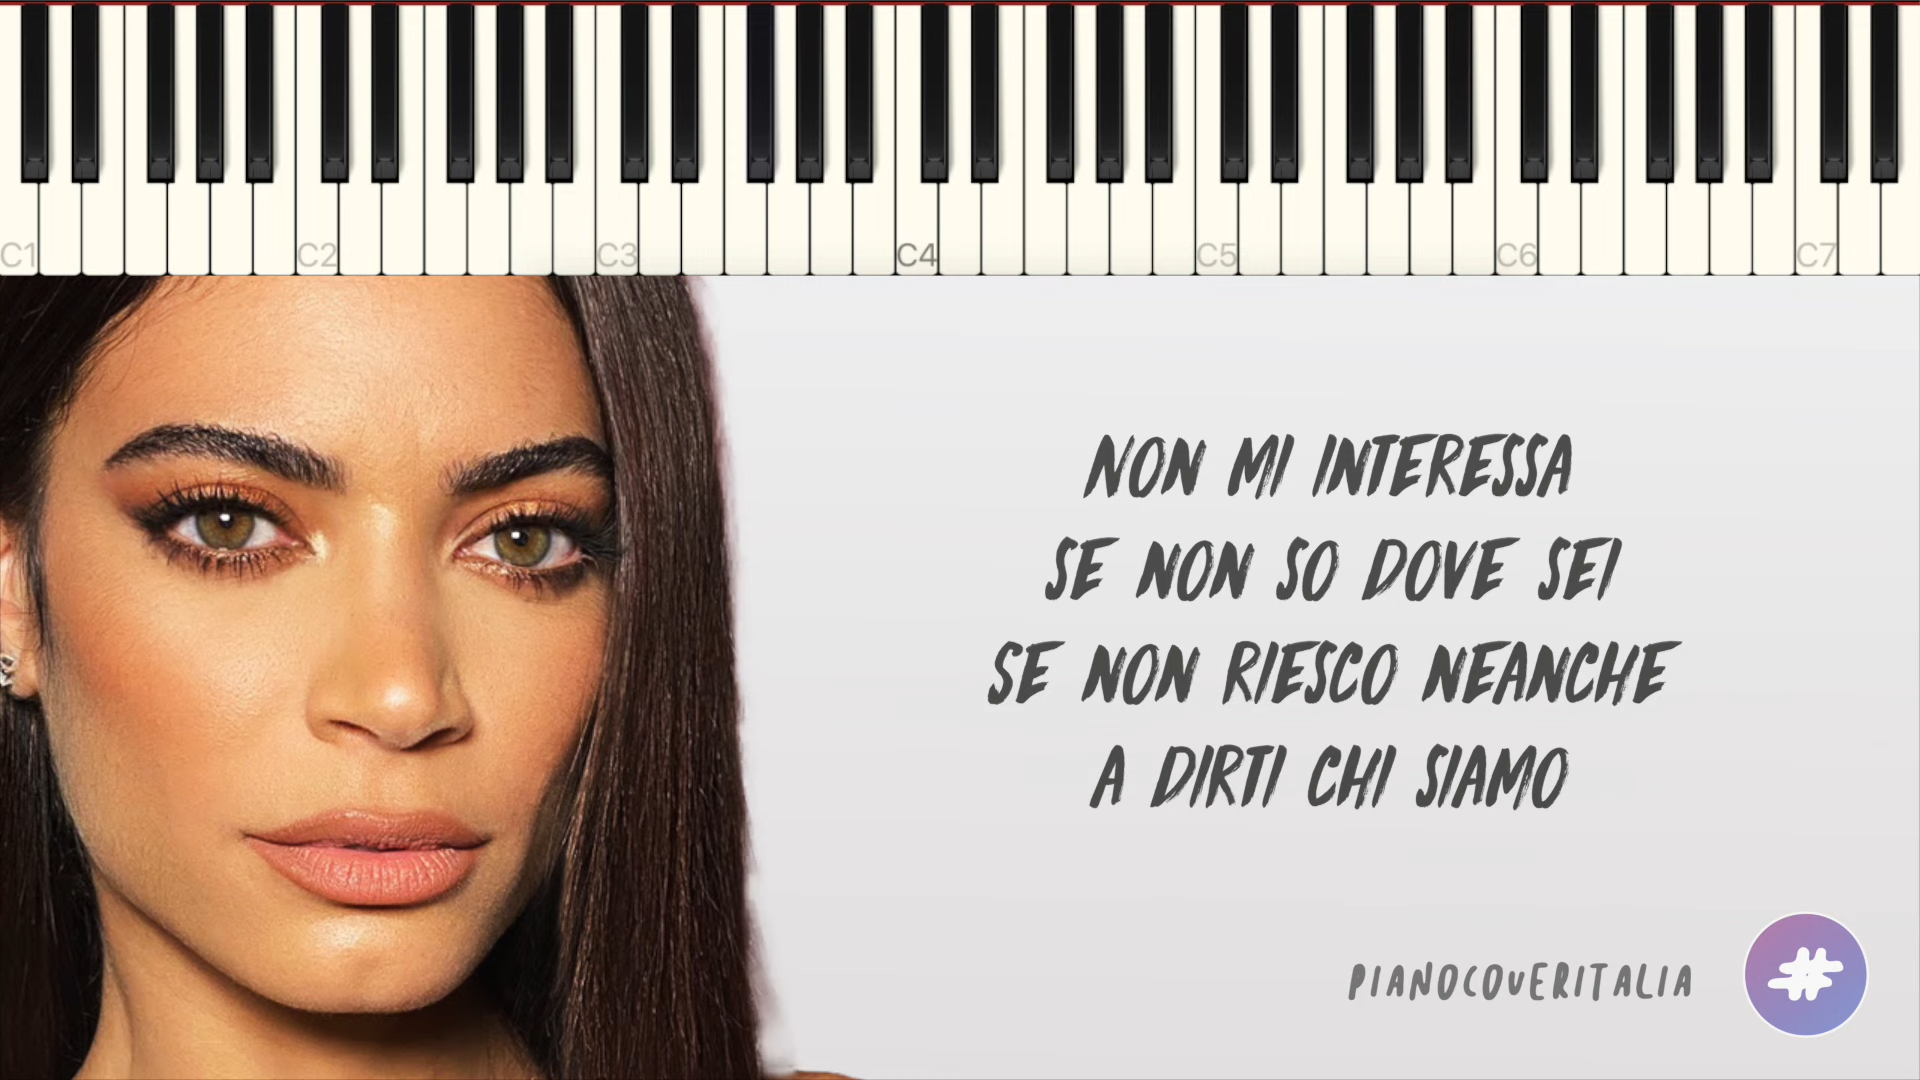 C1 C2 C3 C4 C5 C6 C7
NON MI INTERESSA
SE NON SO DOVE SEI
SE NON RIESCO NEANCHE
A DIRTI CHI SIAMO
PIANOCOVERITALIA
#